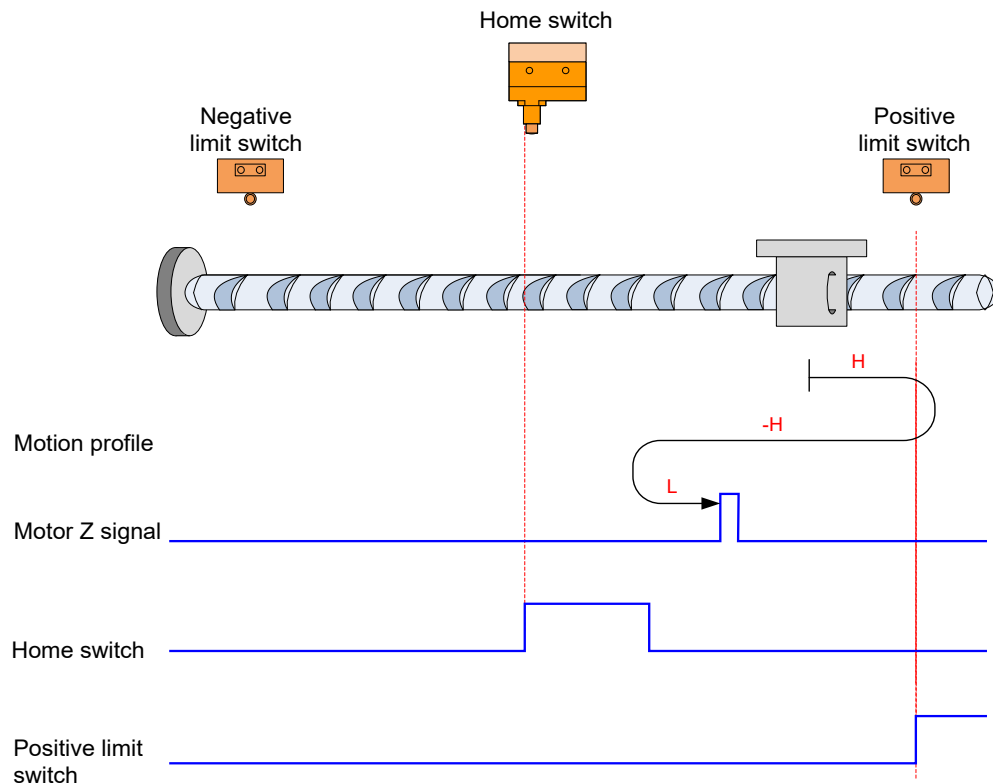 Home switch
Negative
limit switch
Positive
limit switch
H
-H
Motion profile
L
Motor Z signal
Home switch
Positive limit
switch